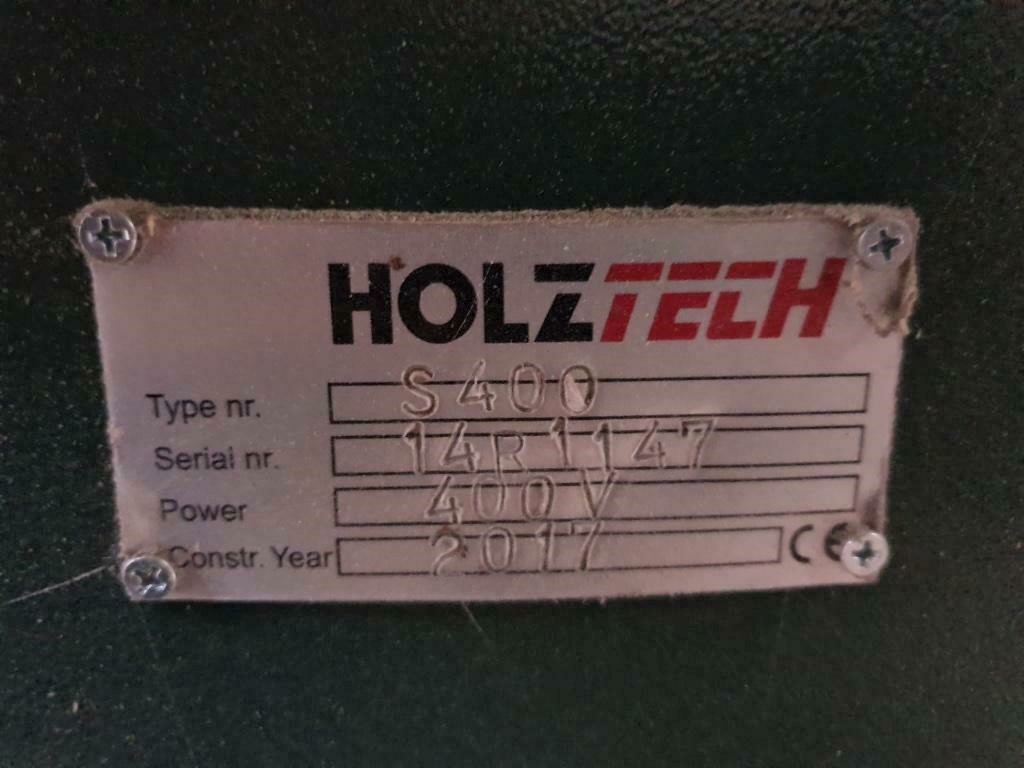 HOLZTECH
Type nr. S400
Serial nr. 14R1147
Power 400V
Constr. Year 2017 CE